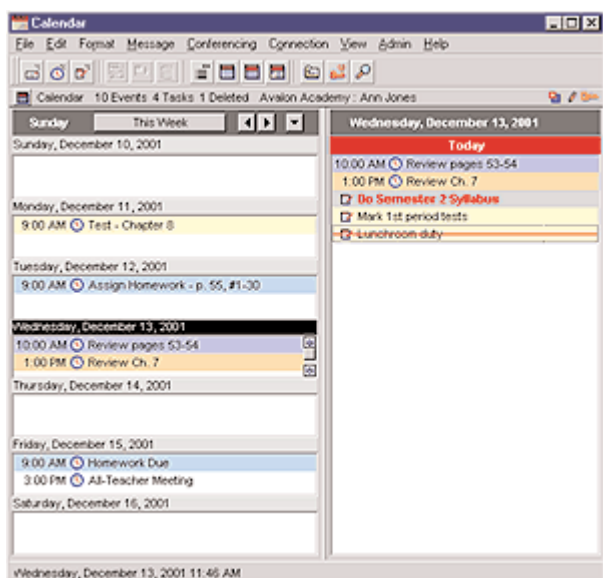 Calendar
File Edit Format Message Conferencing Connection View Admin Help
Calendar 10 Events 4 Tasks 1 Deleted Avalon Academy : Ann Jones
Sunday This Week
Sunday, December 10, 2001
Monday, December 11, 2001
9:00 AM Test - Chapter 8
Tuesday, December 12, 2001
9:00 AM Assign Homework - p. 55, #1-30
Wednesday, December 13, 2001
10:00 AM Review pages 53-54
1:00 PM Review Ch. 7
Thursday, December 14, 2001
Friday, December 15, 2001
9:00 AM Homework Due
3:00 PM All-Teacher Meeting
Saturday, December 16, 2001
Wednesday, December 13, 2001
Today
10:00 AM Review pages 53-54
1:00 PM Review Ch. 7
Do Semester 2 Syllabus
Mark 1st period tests
Lunchroom duty
Wednesday, December 13, 2001 11:46 AM